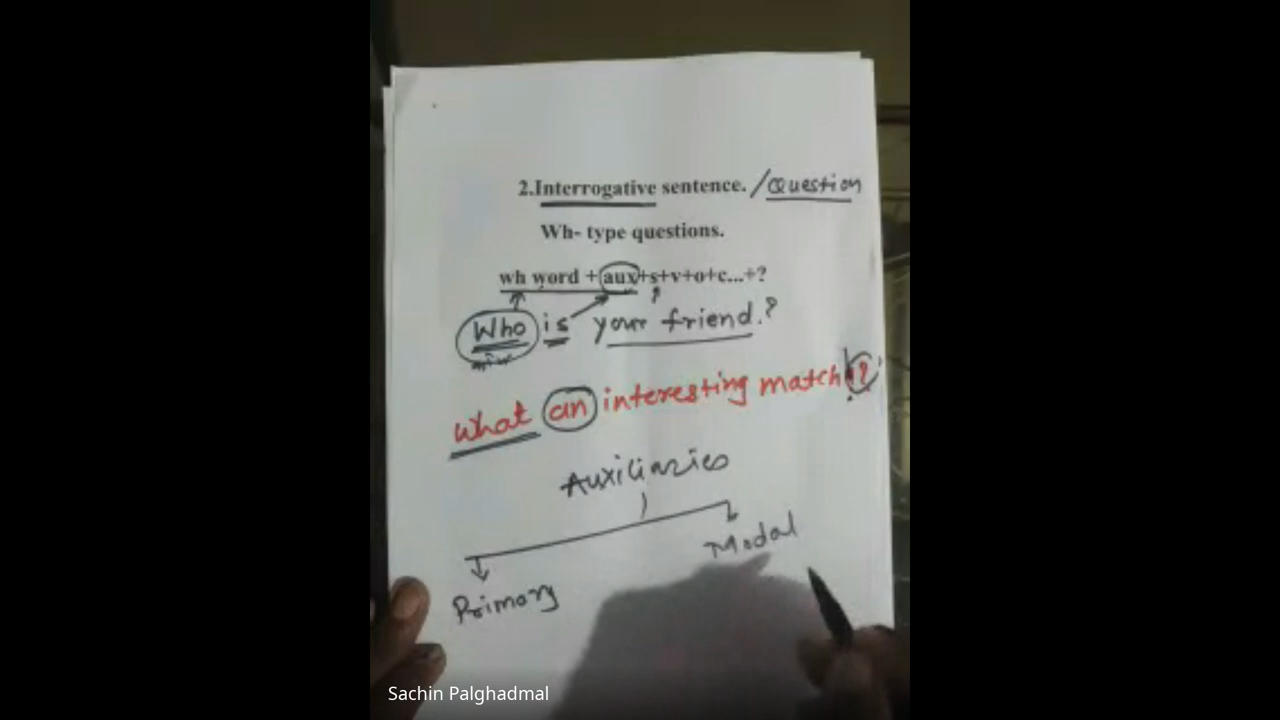 2.Interrogative sentence. /Question
Wh- type questions.
wh word +aux+s+v+o+c...+?
Who is your friend.?
What an interesting match !?
Auxiliaries
Modal
Primary
Sachin Palghadmal